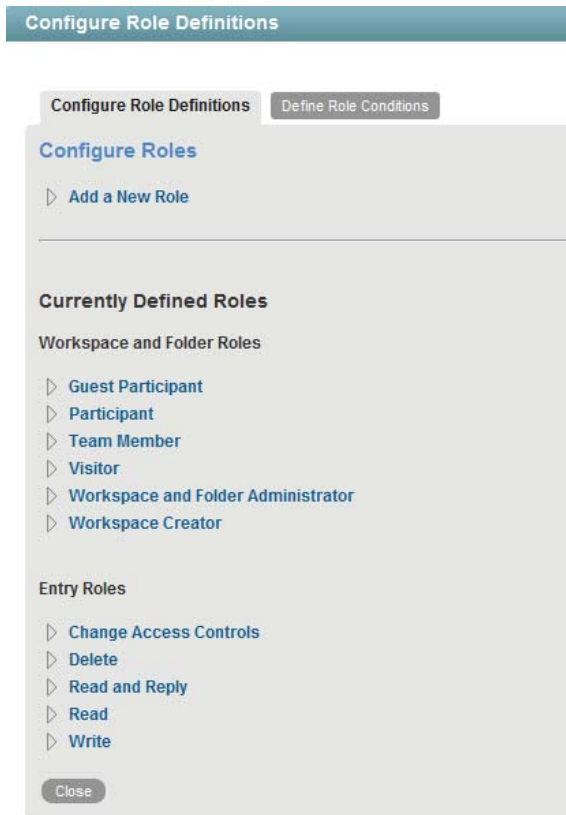 Configure Role Definitions
Configure Role Definitions
Define Role Conditions
Configure Roles
Add a New Role
Currently Defined Roles
Workspace and Folder Roles
Guest Participant
Participant
Team Member
Visitor
Workspace and Folder Administrator
Workspace Creator
Entry Roles
Change Access Controls
Delete
Read and Reply
Read
Write
Close